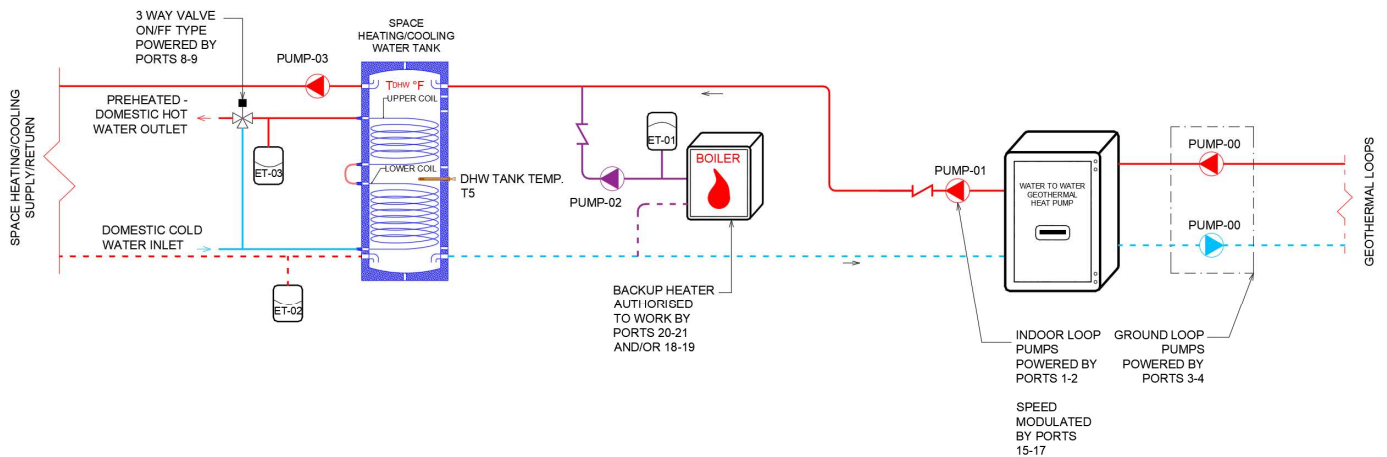 3 WAY VALVE
ON/FF TYPE
POWERED BY
PORTS 8-9
SPACE
HEATING/COOLING
WATER TANK
PUMP-03
TDHW °F
UPPER COIL
PREHEATED -
DOMESTIC HOT
WATER OUTLET
ET-03
LOWER COIL
DHW TANK TEMP.
T5
DOMESTIC COLD
WATER INLET
ET-02
SPACE HEATING/COOLING
SUPPLY/RETURN
ET-01
BOILER
PUMP-02
BACKUP HEATER
AUTHORISED
TO WORK BY
PORTS 20-21
AND/OR 18-19
PUMP-01
WATER TO WATER
GEOTHERMAL
HEAT PUMP
PUMP-00
PUMP-00
GEOTHERMAL LOOPS
INDOOR LOOP
PUMPS
POWERED BY
PORTS 1-2
SPEED
MODULATED
BY PORTS
15-17
GROUND LOOP
PUMPS
POWERED BY
PORTS 3-4